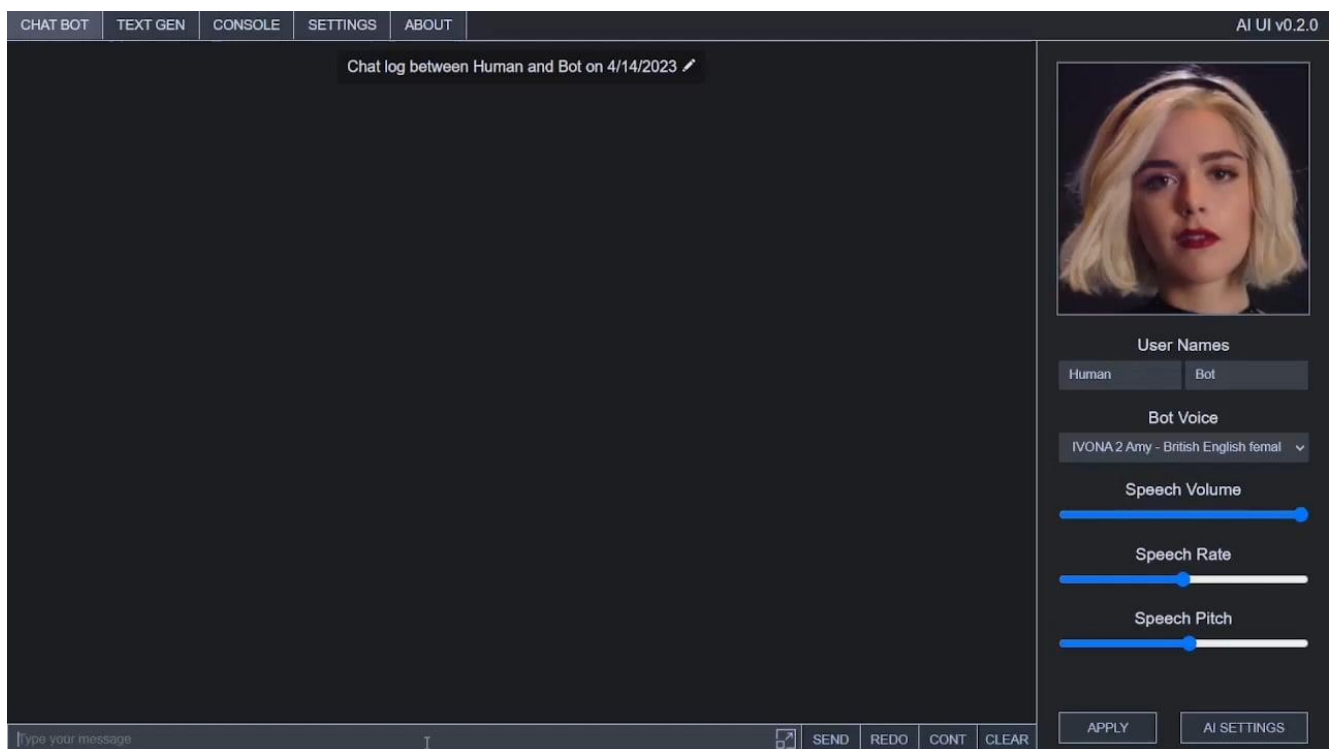 CHAT BOT TEXT GEN CONSOLE SETTINGS ABOUT AI UI v0.2.0
Chat log between Human and Bot on 4/14/2023
User Names
Human Bot
Bot Voice
IVONA 2 Amy - British English femal
Speech Volume
Speech Rate
Speech Pitch
APPLY AI SETTINGS
Type your message SEND REDO CONT CLEAR